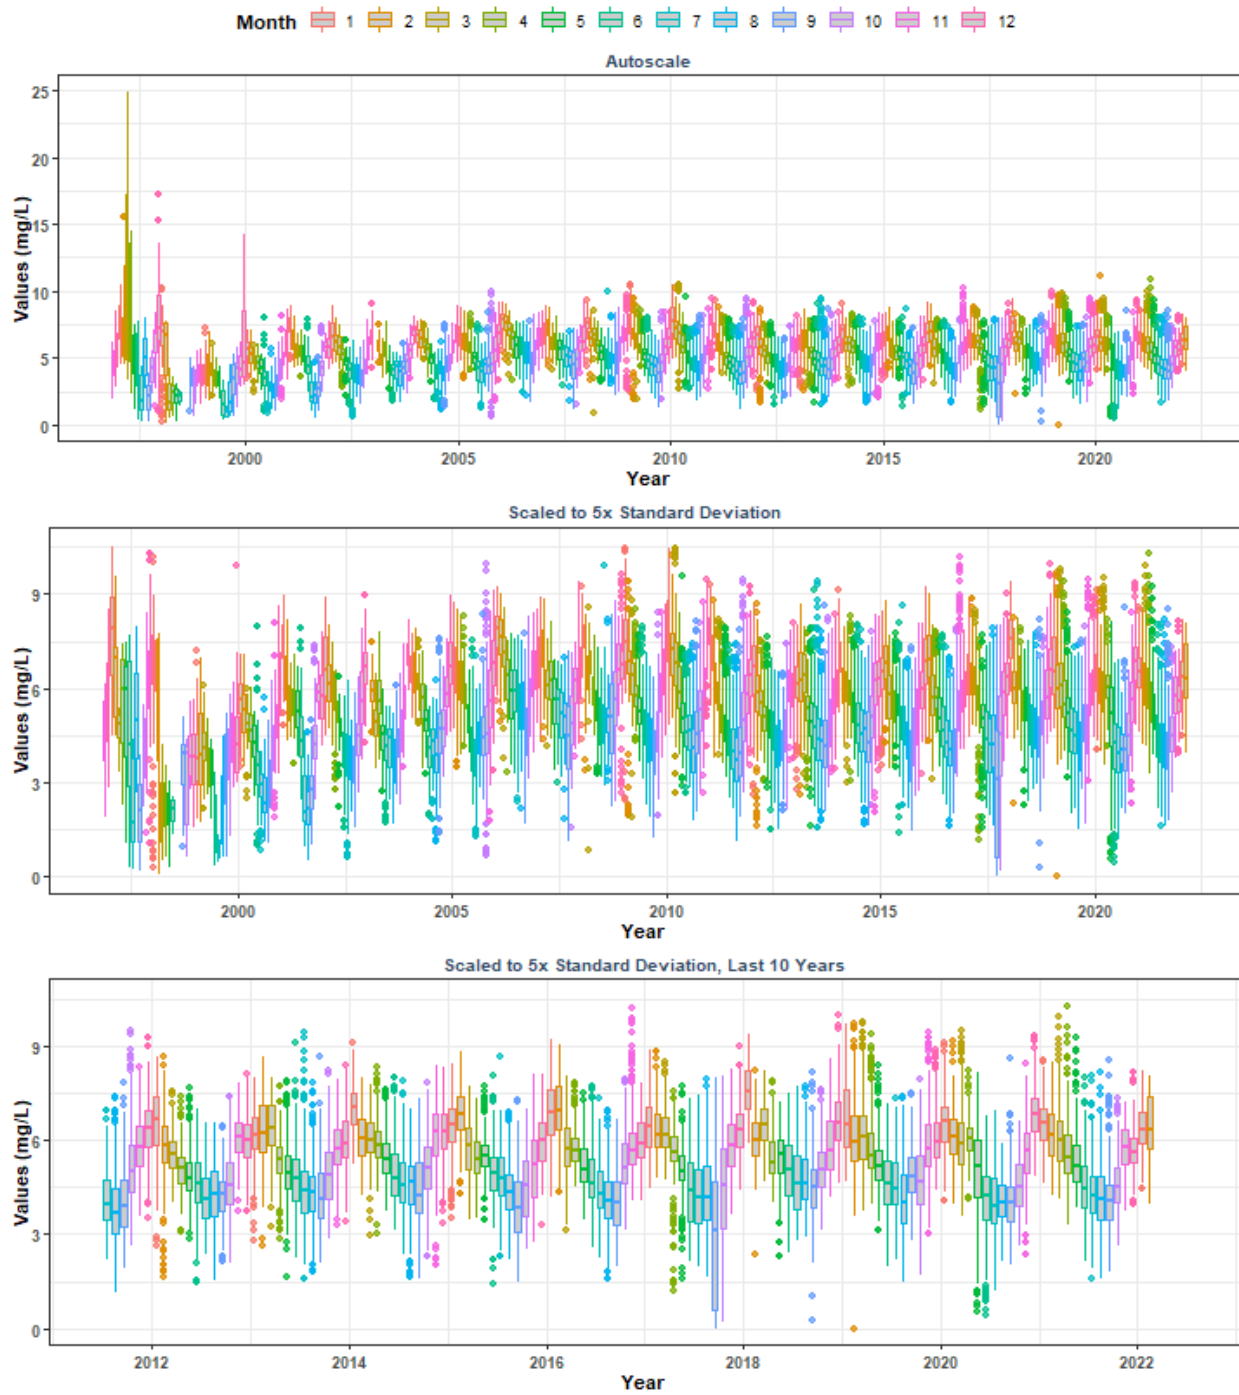 Month 1 2 3 4 5 6 7 8 9 10 11 12
Autoscale
Values (mg/L)
25
20
15
10
5
0
2000 2005 2010 2015 2020
Year
Scaled to 5x Standard Deviation
Values (mg/L)
9
6
3
0
2000 2005 2010 2015 2020
Year
Scaled to 5x Standard Deviation, Last 10 Years
Values (mg/L)
9
6
3
0
2012 2014 2016 2018 2020 2022
Year